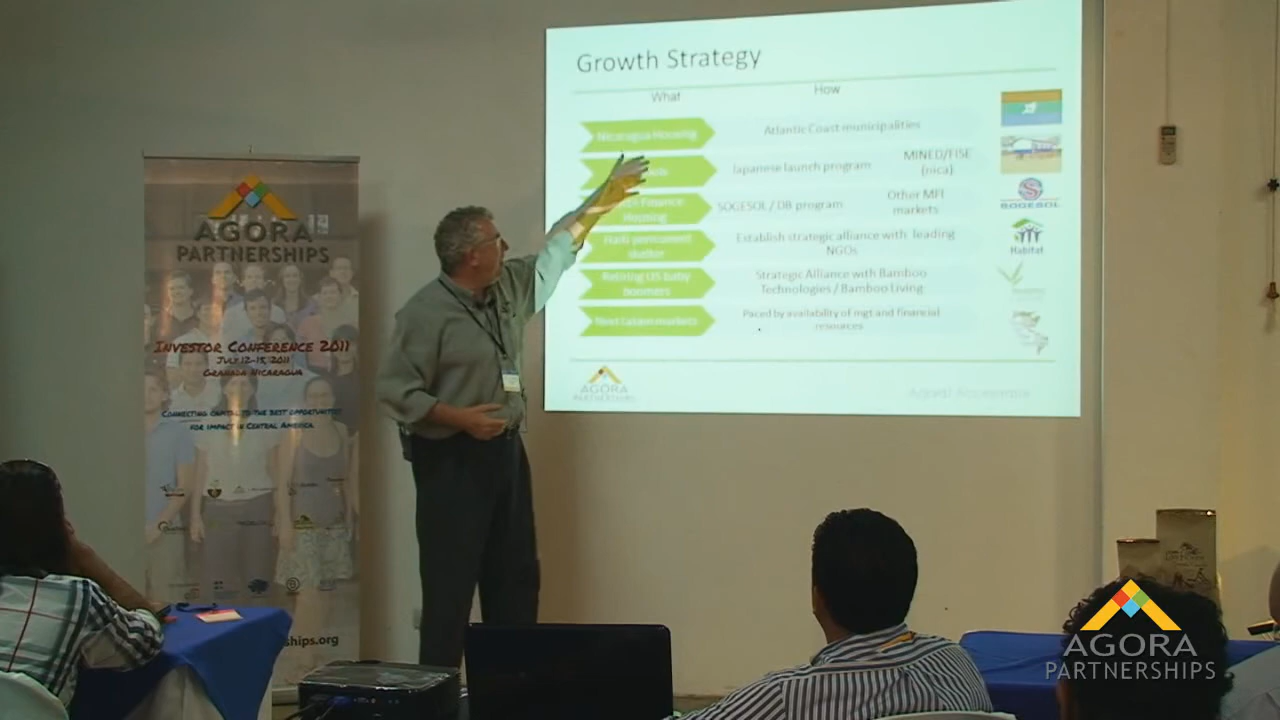 Growth Strategy
What
How
Nicaragua Housing
Atlantic Coast municipalities
Japanese launch program
MINED/FISE
(nica)
Finance
Housing
SOGESOL / DB program
Other MFI
markets
SOGESOL
Haiti permanent
shelter
Establish strategic alliance with leading
NGOs
Habitat
Retiring US baby
boomers
Strategic Alliance with Bamboo
Technologies / Bamboo Living
Next Latam markets
Paced by availability of mgt and financial
resources
AGORA
PARTNERSHIPS
AGORA
PARTNERSHIPS
INVESTOR CONFERENCE 2011
JULY 12-15, 2011
GRANADA NICARAGUA
CONNECTING CAPITAL TO THE BEST OPPORTUNITIES
FOR IMPACT IN CENTRAL AMERICA
ships.org
AGORA
PARTNERSHIPS